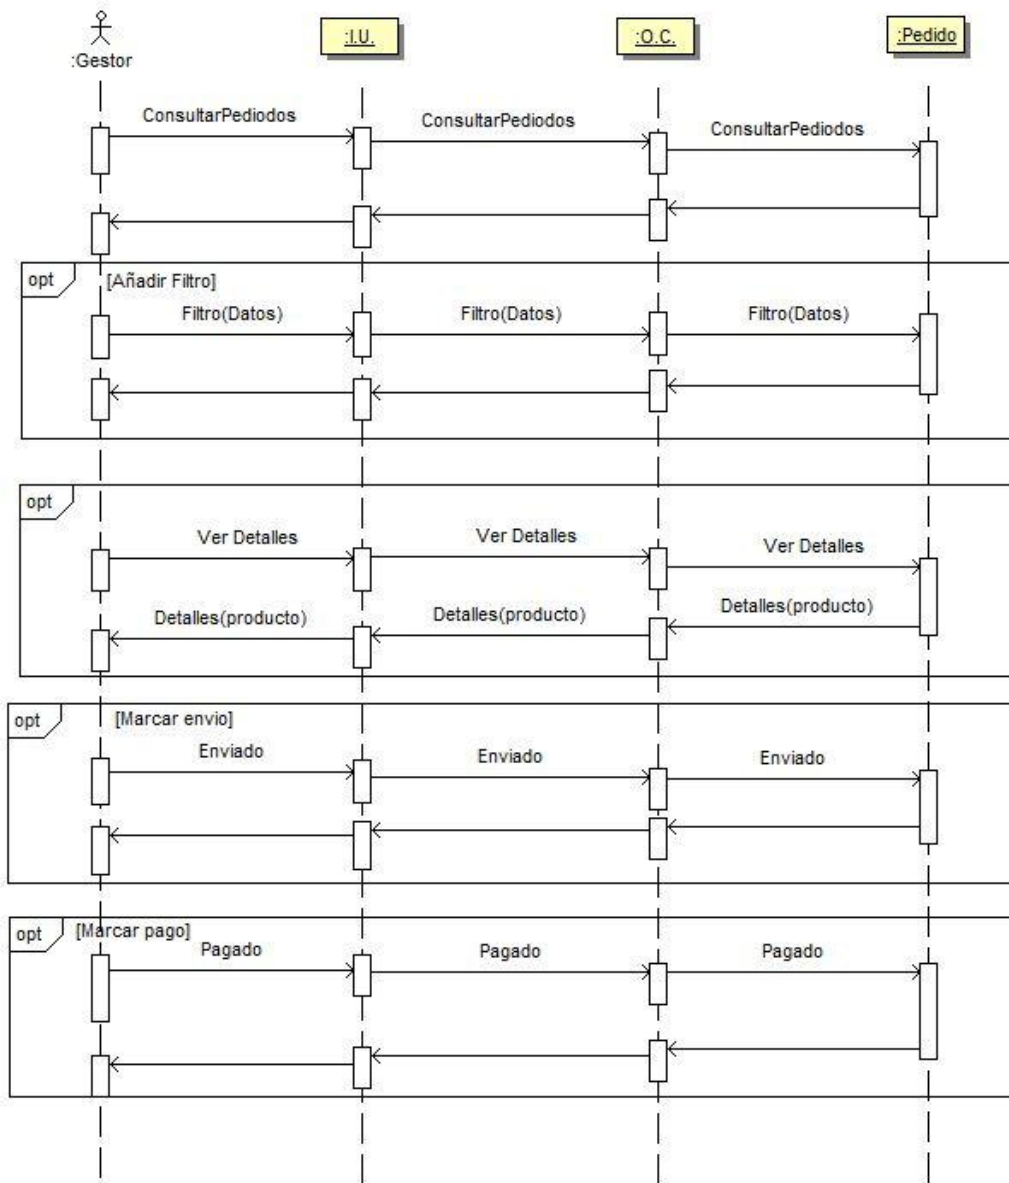 :Gestor
:I.U.
:O.C.
:Pedido
ConsultarPediodos
ConsultarPediodos
ConsultarPediodos
opt
[Añadir Filtro]
Filtro(Datos)
Filtro(Datos)
Filtro(Datos)
opt
Ver Detalles
Ver Detalles
Ver Detalles
Detalles(producto)
Detalles(producto)
Detalles(producto)
opt
[Marcar envio]
Enviado
Enviado
Enviado
opt
[Marcar pago]
Pagado
Pagado
Pagado